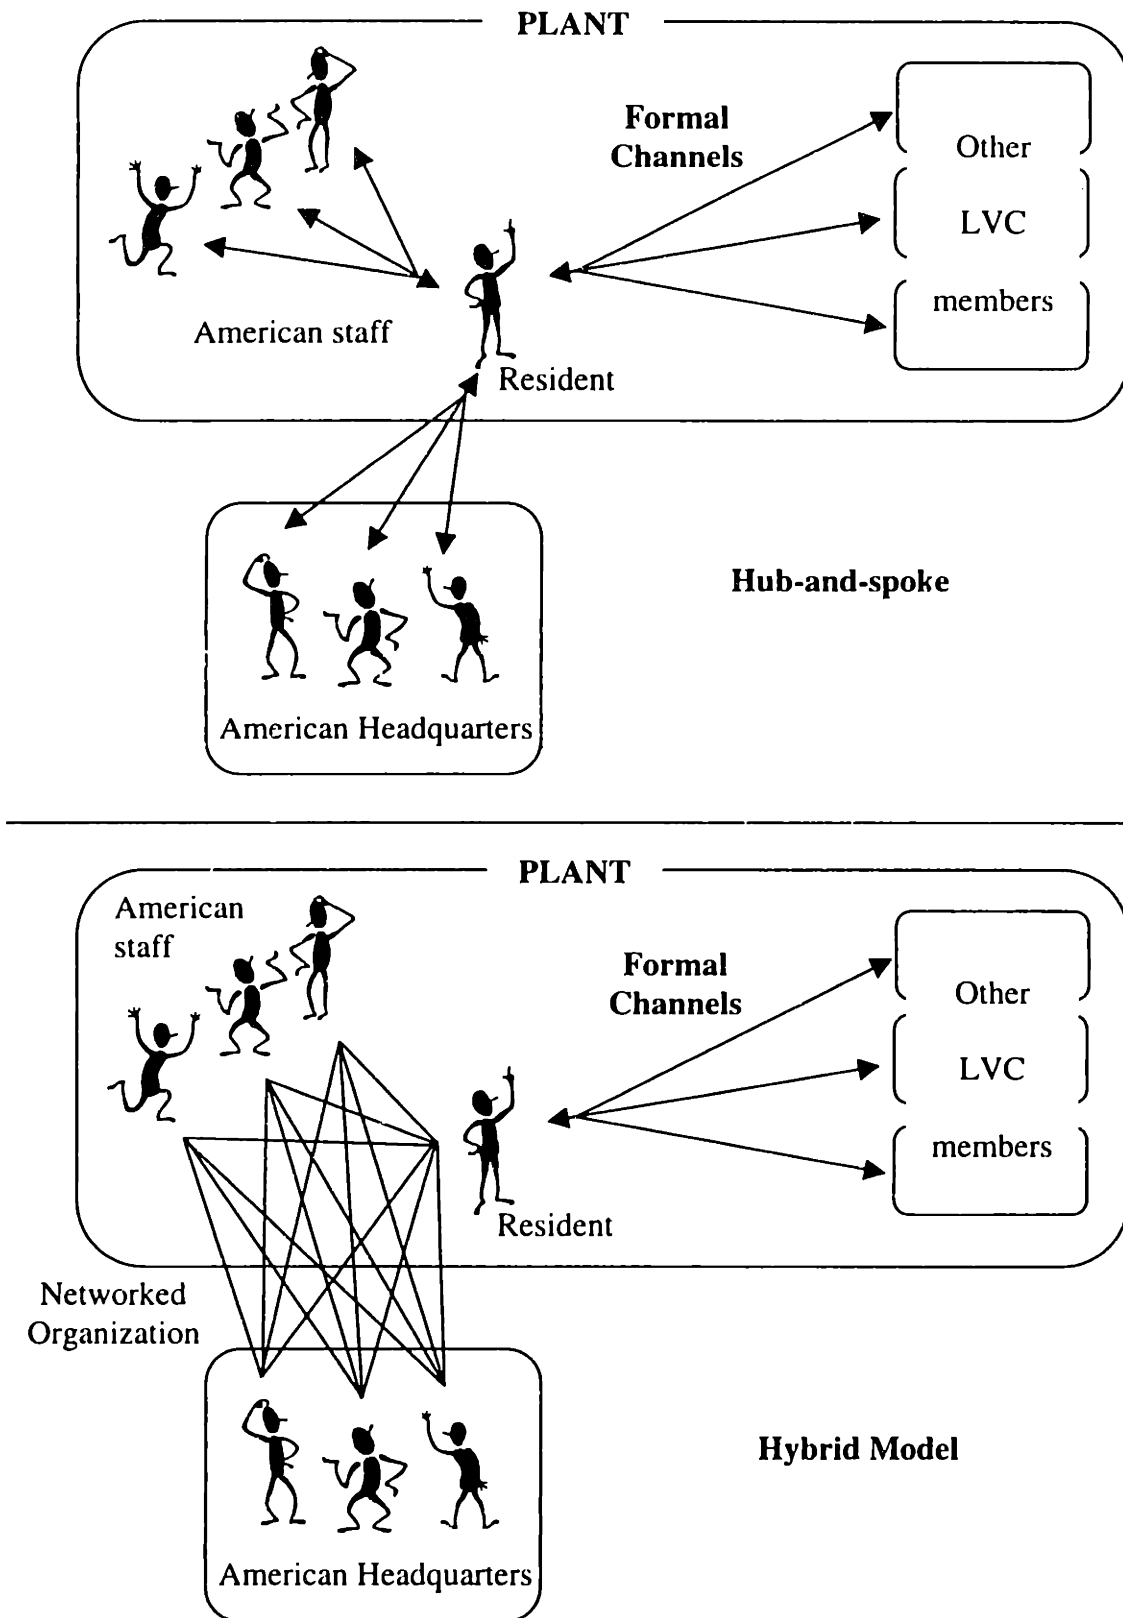 PLANT
Formal
Channels
Other
LVC
members
American staff
Resident
Hub-and-spoke
American Headquarters
PLANT
American
staff
Formal
Channels
Other
LVC
members
Resident
Networked
Organization
Hybrid Model
American Headquarters